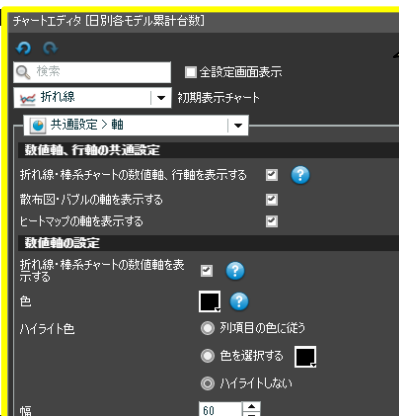 チャートエディタ [日別各モデル累計台数]
検索
全設定画面表示
折れ線
初期表示チャート
共通設定 > 軸
数値軸、行軸の共通設定
折れ線・棒系チャートの数値軸、行軸を表示する
散布図・バブルの軸を表示する
ヒートマップの軸を表示する
数値軸の設定
折れ線・棒系チャートの数値軸を表
示する
色
ハイライト色
列項目の色に従う
色を選択する
ハイライトしない
幅
60